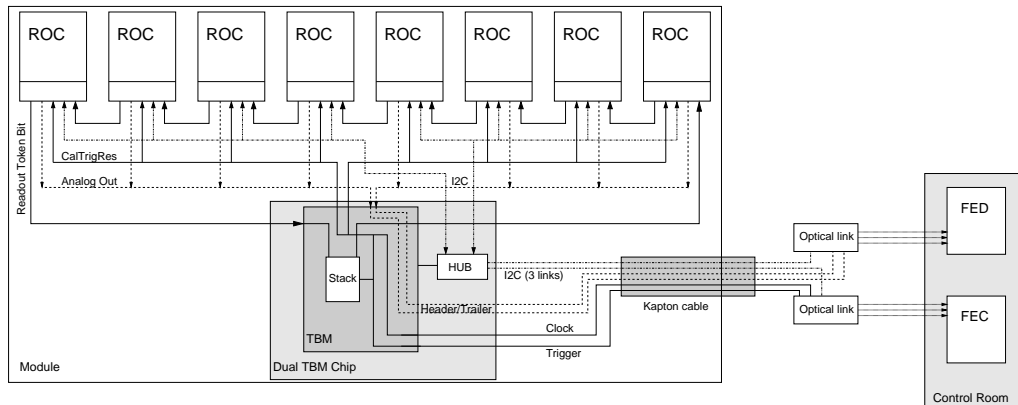 ROC
ROC
ROC
ROC
ROC
ROC
ROC
ROC
Readout Token Bit
CalTrigRes
Analog Out
I2C
FED
Optical link
HUB
Stack
I2C (3 links)
Header/Trailer
Kapton cable
Optical link
FEC
Clock
TBM
Trigger
Module
Dual TBM Chip
Control Room